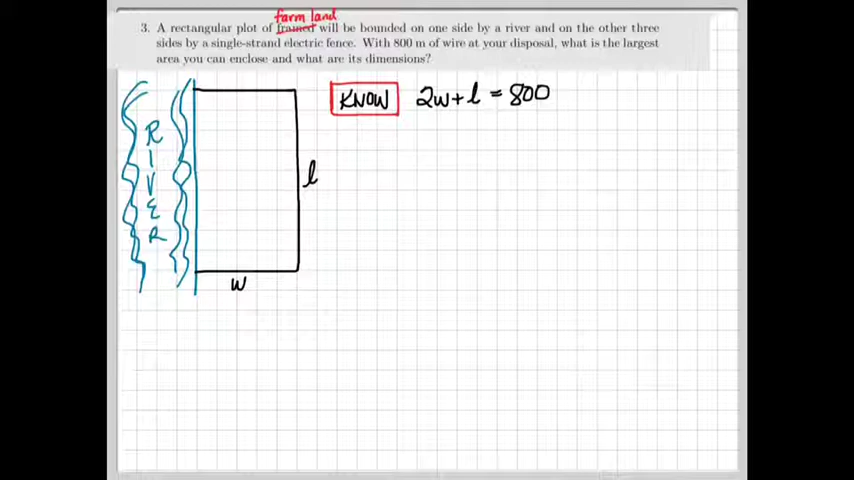 farm land
3. A rectangular plot of framed will be bounded on one side by a river and on the other three
sides by a single-strand electric fence. With 800 m of wire at your disposal, what is the largest
area you can enclose and what are its dimensions?
KNOW 2w + l = 800
RIVER
l
w